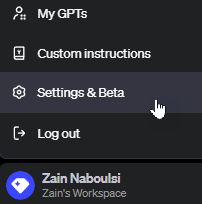 My GPTs
Custom instructions
Settings & Beta
Log out
Zain Naboulsi
Zain's Workspace